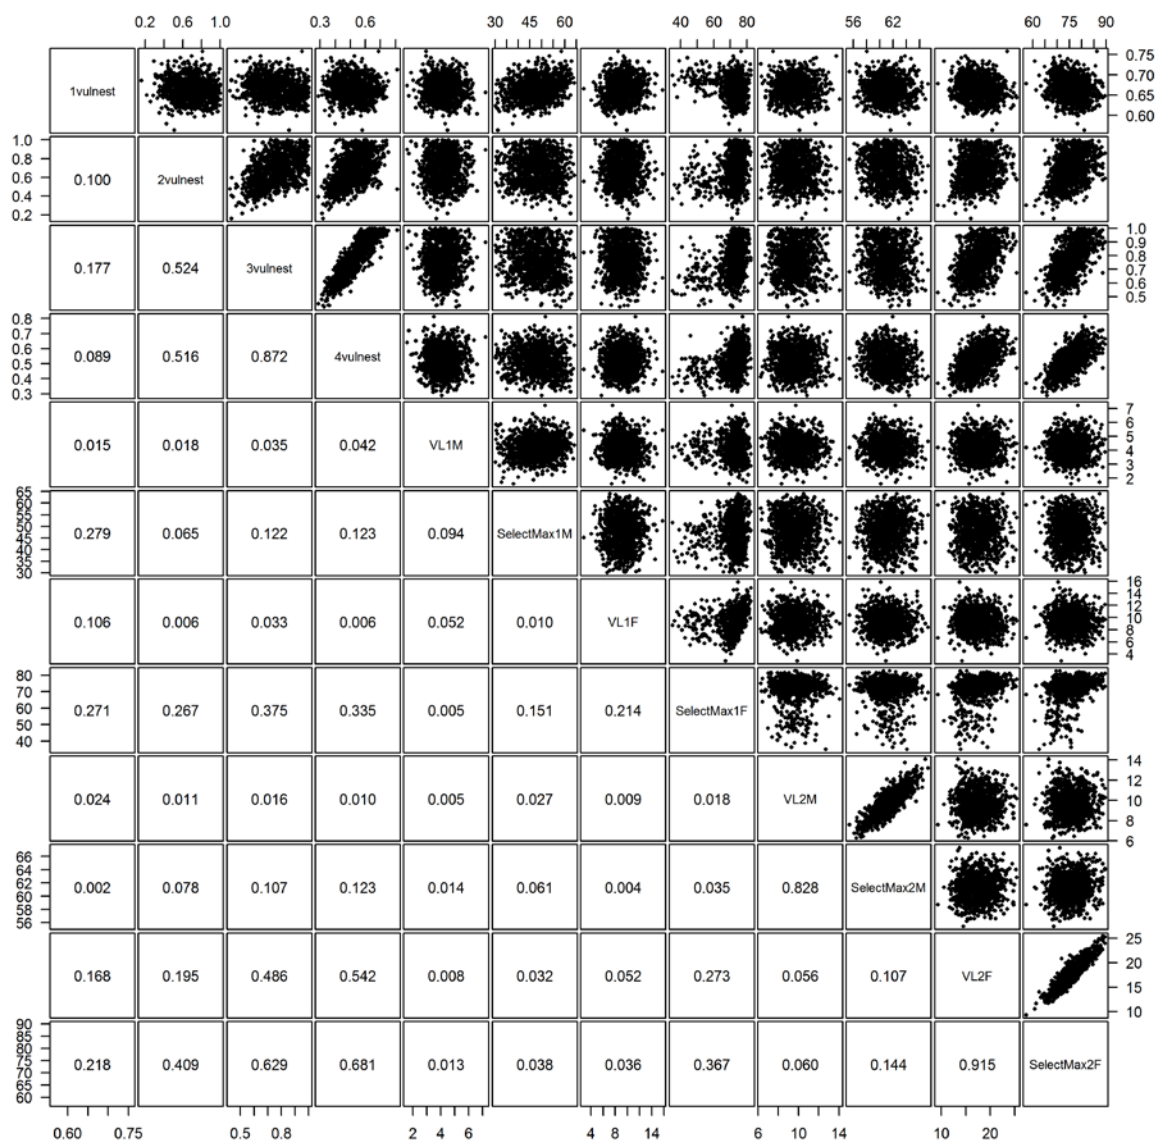 0.2 0.6 1.0 0.3 0.6 30 45 60 40 60 80 56 62 60 75 90
1vulnest 0.75 0.70 0.65 0.60
1.0 0.8 0.6 0.4 0.2 0.100 2vulnest
0.177 0.524 3vulnest 1.0 0.9 0.8 0.7 0.6 0.5
0.8 0.7 0.6 0.5 0.4 0.3 0.089 0.516 0.872 4vulnest
0.015 0.018 0.035 0.042 VL1M 7 6 5 4 3 2
65 60 55 50 45 40 35 30 0.279 0.065 0.122 0.123 0.094 SelectMax1M
0.106 0.006 0.033 0.006 0.052 0.010 VL1F 16 14 12 10 8 6 4
80 70 60 50 40 0.271 0.267 0.375 0.335 0.005 0.151 0.214 SelectMax1F
0.024 0.011 0.016 0.010 0.005 0.027 0.009 0.018 VL2M 14 12 10 8 6
66 64 62 60 58 56 0.002 0.078 0.107 0.123 0.014 0.061 0.004 0.035 0.828 SelectMax2M
0.168 0.195 0.486 0.542 0.008 0.032 0.052 0.273 0.056 0.107 VL2F 25 20 15 10
90 85 80 75 70 65 60 0.218 0.409 0.629 0.681 0.013 0.038 0.036 0.367 0.060 0.144 0.915 SelectMax2F
0.60 0.75 0.5 0.8 2 4 6 4 8 14 6 10 14 10 20